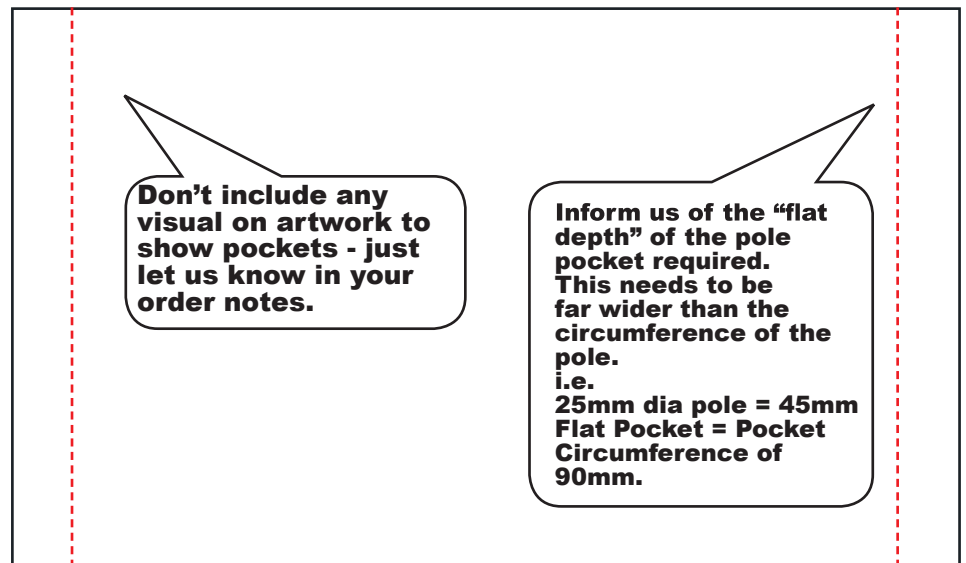 Don’t include any
visual on artwork to
show pockets - just
let us know in your
order notes.
Inform us of the “flat
depth” of the pole
pocket required.
This needs to be
far wider than the
circumference of the
pole.
i.e.
25mm dia pole = 45mm
Flat Pocket = Pocket
Circumference of
90mm.